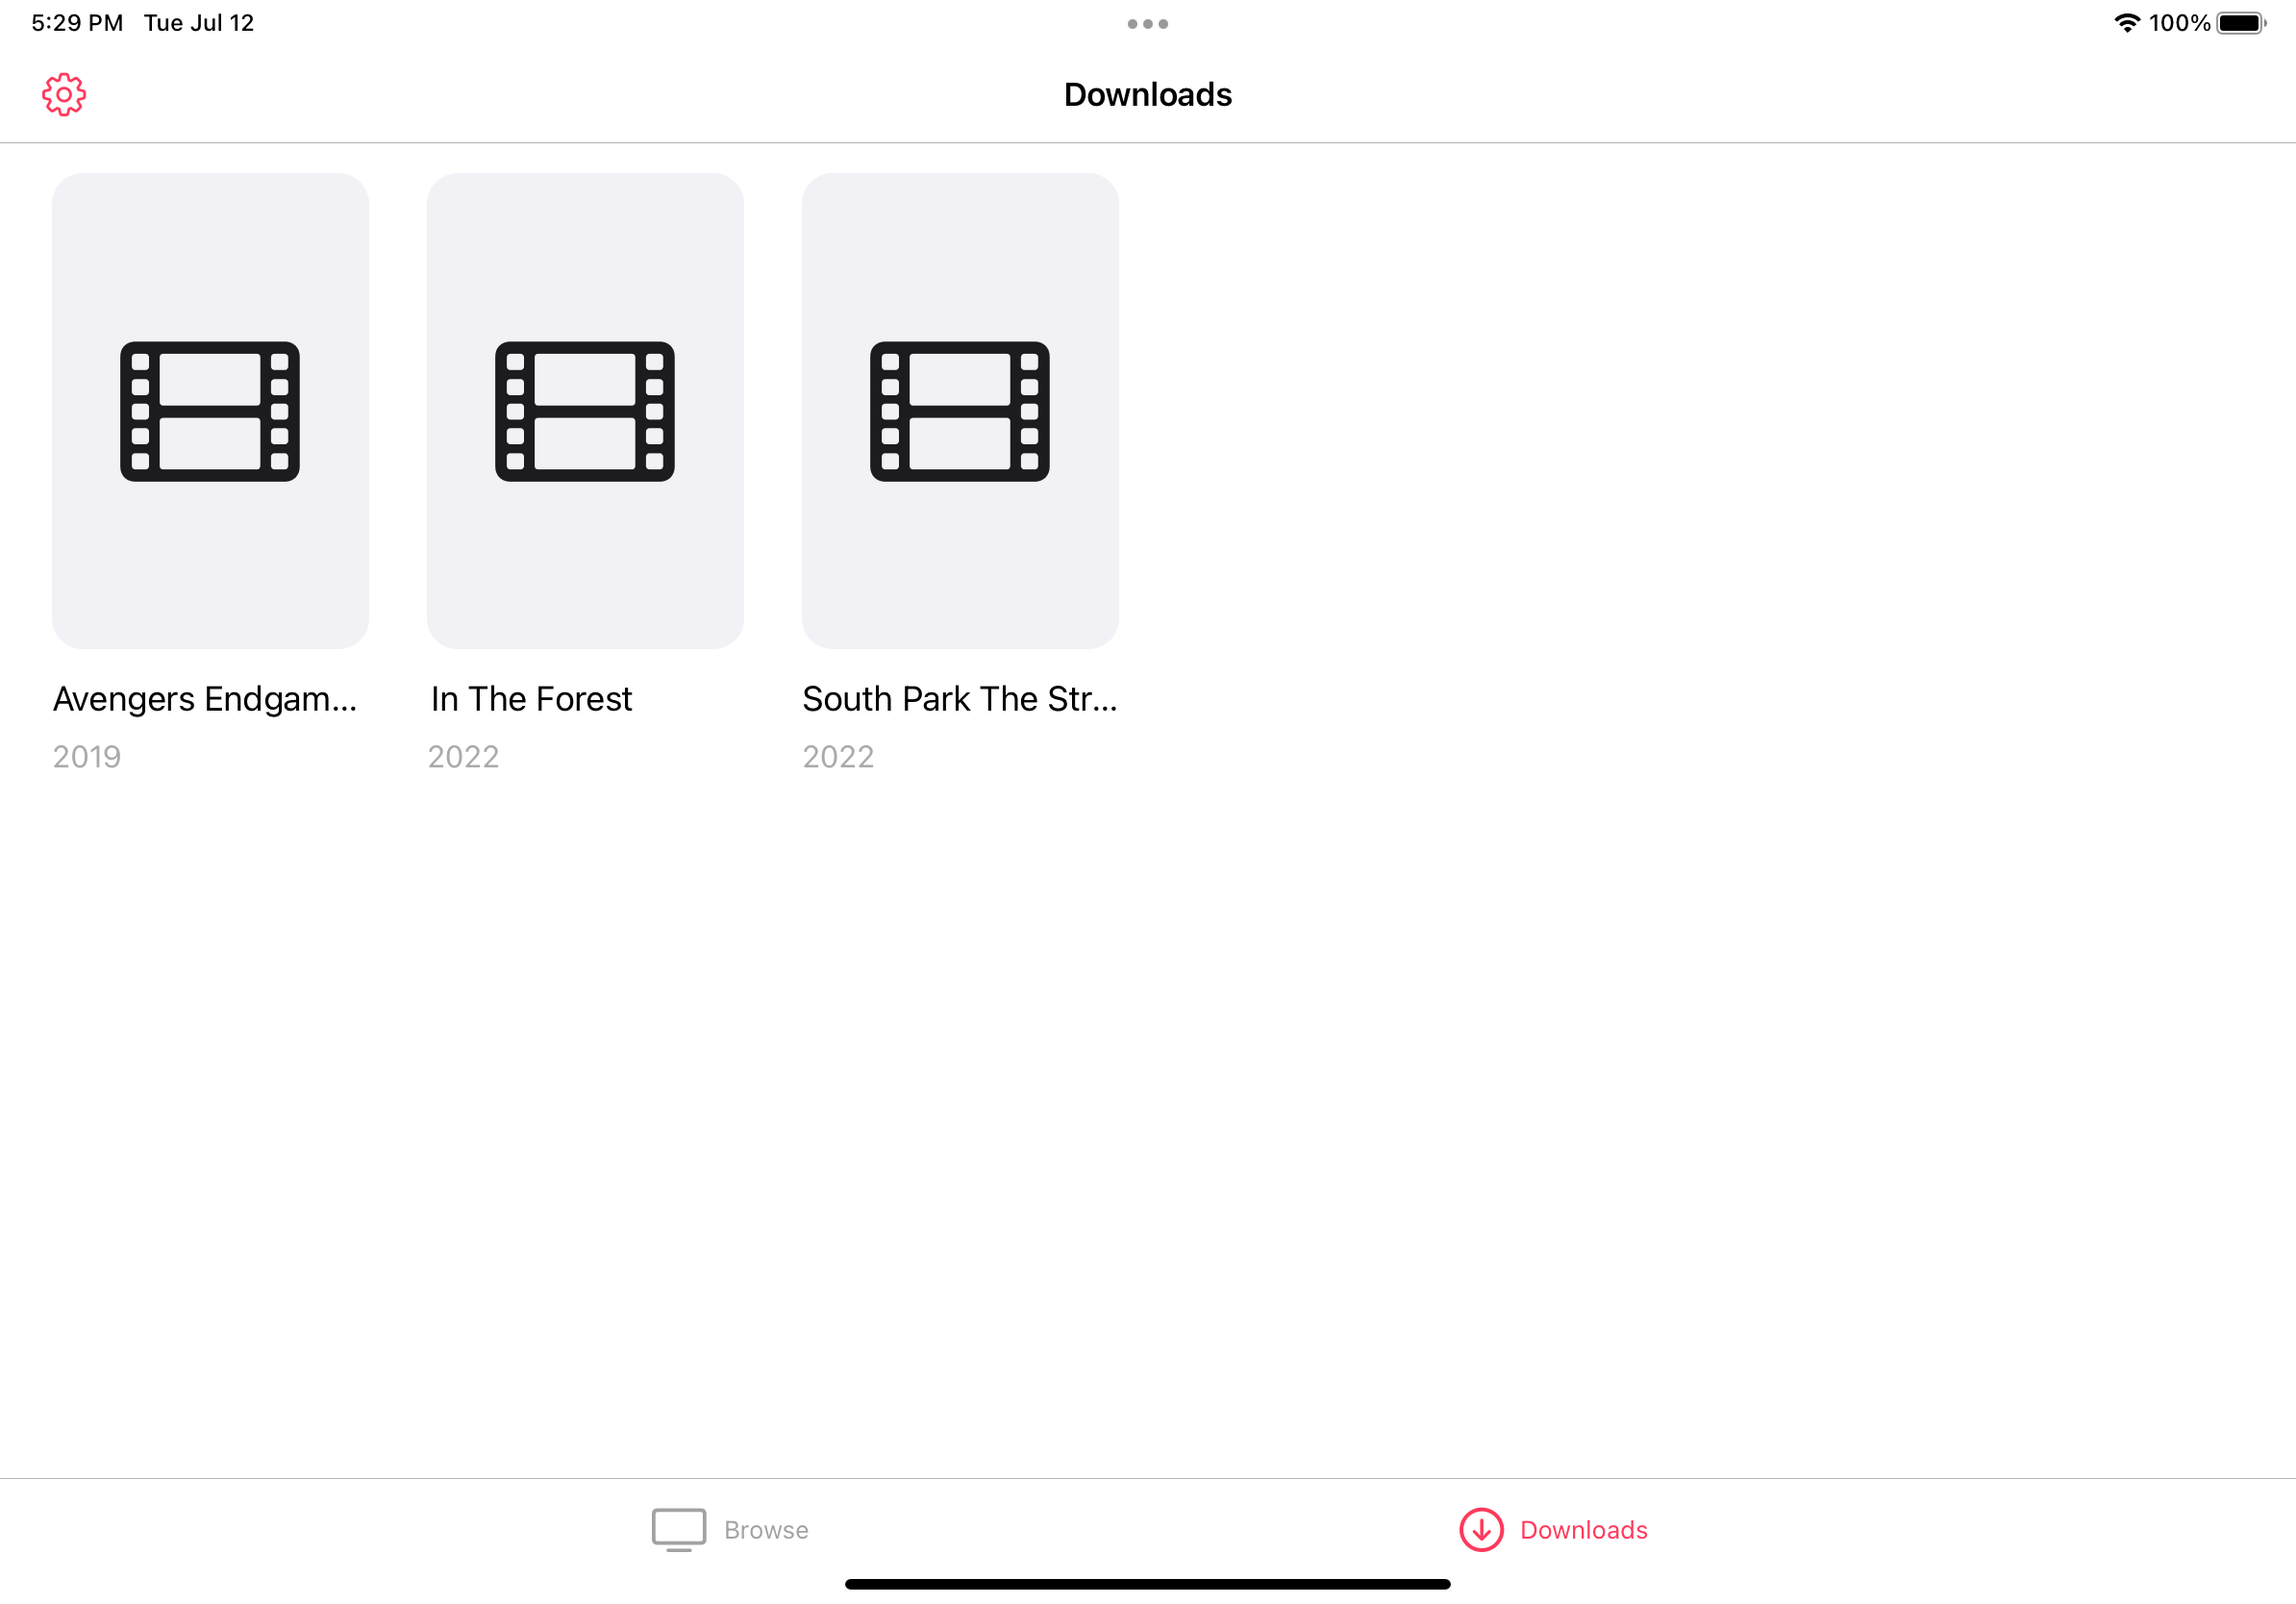 5:29 PM Tue Jul 12
100%
Downloads
Avengers Endgam...
2019
In The Forest
2022
South Park The Str...
2022
Browse
Downloads